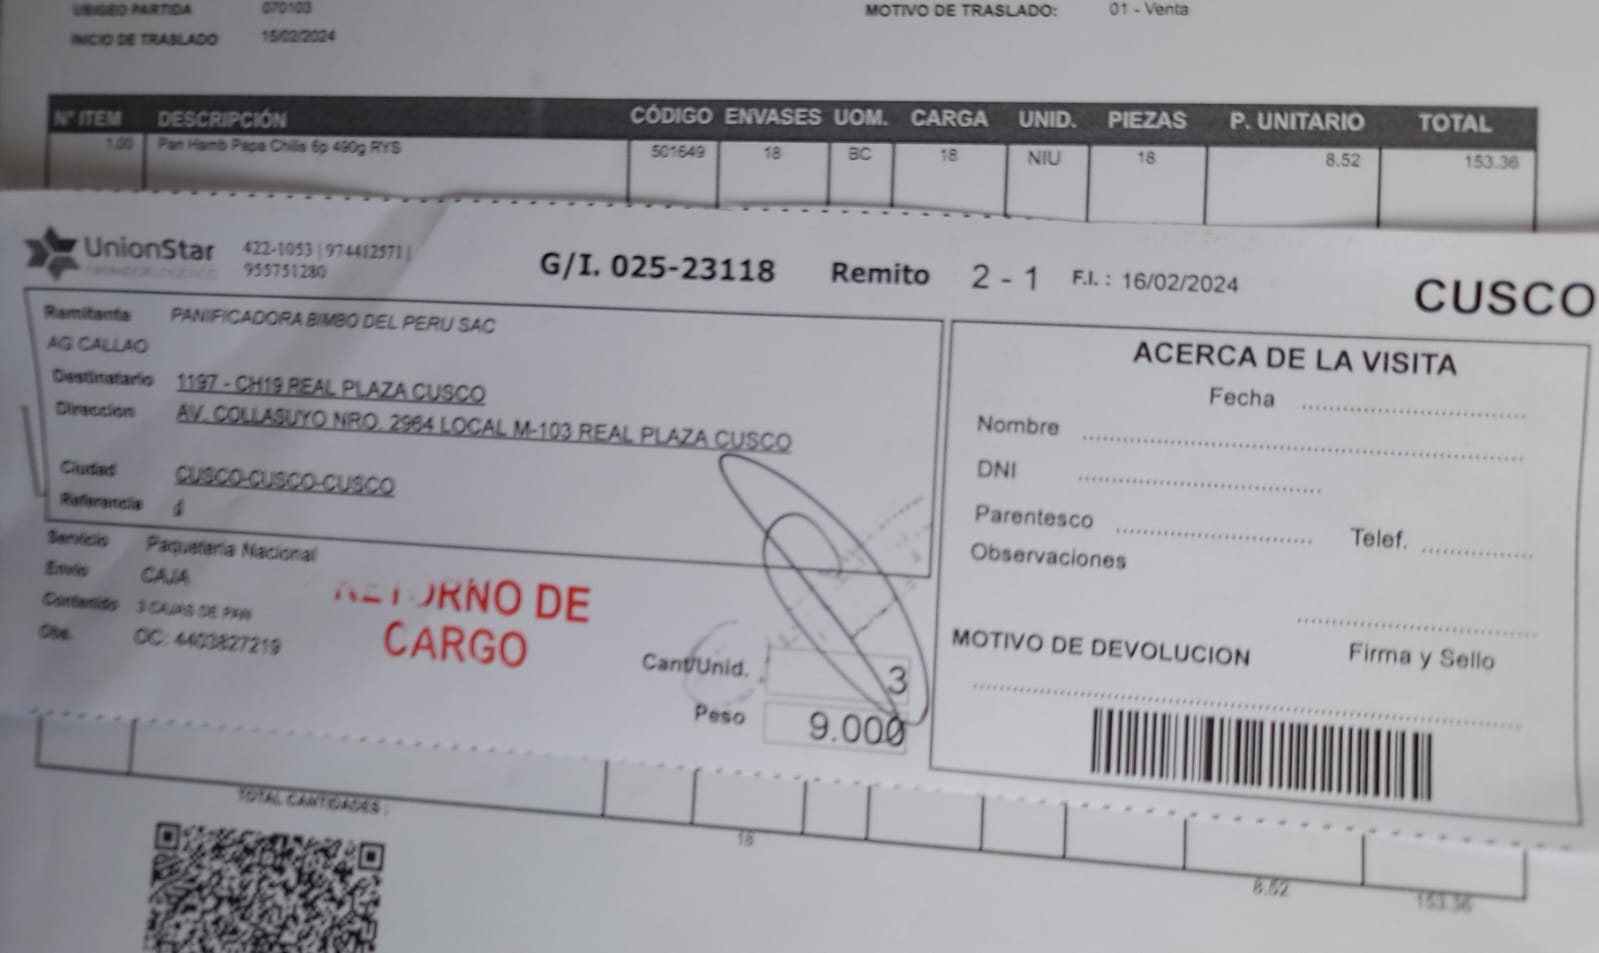 UBIGEO PARTIDA 070103 MOTIVO DE TRASLADO: 01 - Venta
INICIO DE TRASLADO 15/02/2024
N° ITEM DESCRIPCIÓN CÓDIGO ENVASES UOM. CARGA UNID. PIEZAS P. UNITARIO TOTAL
1.00 Pan Hamb Papa Chilis 6p 490g RYS 501649 18 BC 18 NIU 18 8.52 153.36
UnionStar 422-1053 | 974412571 |
955751280
G/I. 025-23118 Remito 2 - 1 F.I. : 16/02/2024 CUSCO
Remitante PANIFICADORA BIMBO DEL PERU SAC
AG CALLAO
Destinatario 1197 - CH19 REAL PLAZA CUSCO
Direccion AV. COLLASUYO NRO. 2964 LOCAL M-103 REAL PLAZA CUSCO
Ciudad CUSCO-CUSCO-CUSCO
Referencia
Servicio Paqueteria Nacional
Envio CAJA
Contenido 3 CAJAS DE PAN
Obs. OC: 4403827219
RETORNO DE
CARGO
Cant/Unid. 3
Peso 9.000
ACERCA DE LA VISITA
Fecha
Nombre
DNI
Parentesco Telef.
Observaciones
MOTIVO DE DEVOLUCION Firma y Sello
TOTAL CANTIDADES :
18
8.52
153.36